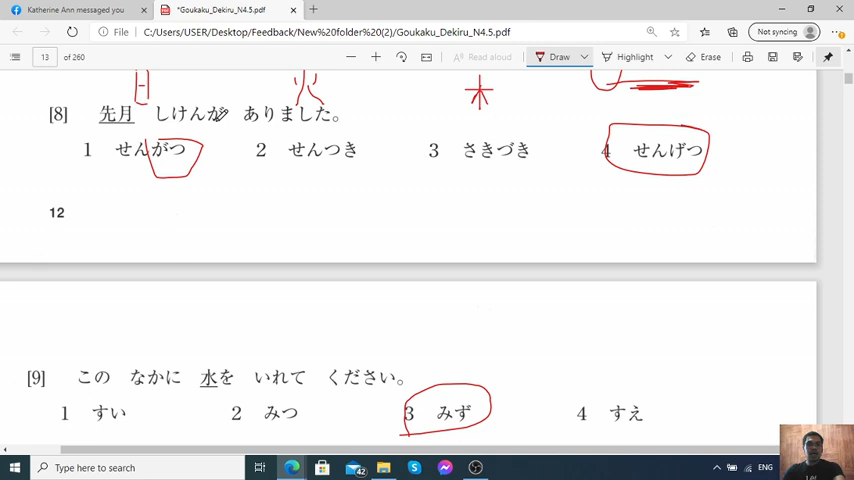 Katherine Ann messaged you
*Goukaku_Dekiru_N4.5.pdf
File
C:/Users/USER/Desktop/Feedback/New%20folder%20(2)/Goukaku_Dekiru_N4.5.pdf
Not syncing
13 of 260
Read aloud
Draw
Highlight
Erase
日 火 木
[8] 先月 しけんが ありました。
1 せんがつ 2 せんつき 3 さきづき 4 せんげつ
12
[9] この なかに 水を いれて ください。
1 すい 2 みつ 3 みず 4 すえ
Type here to search
42
ENG